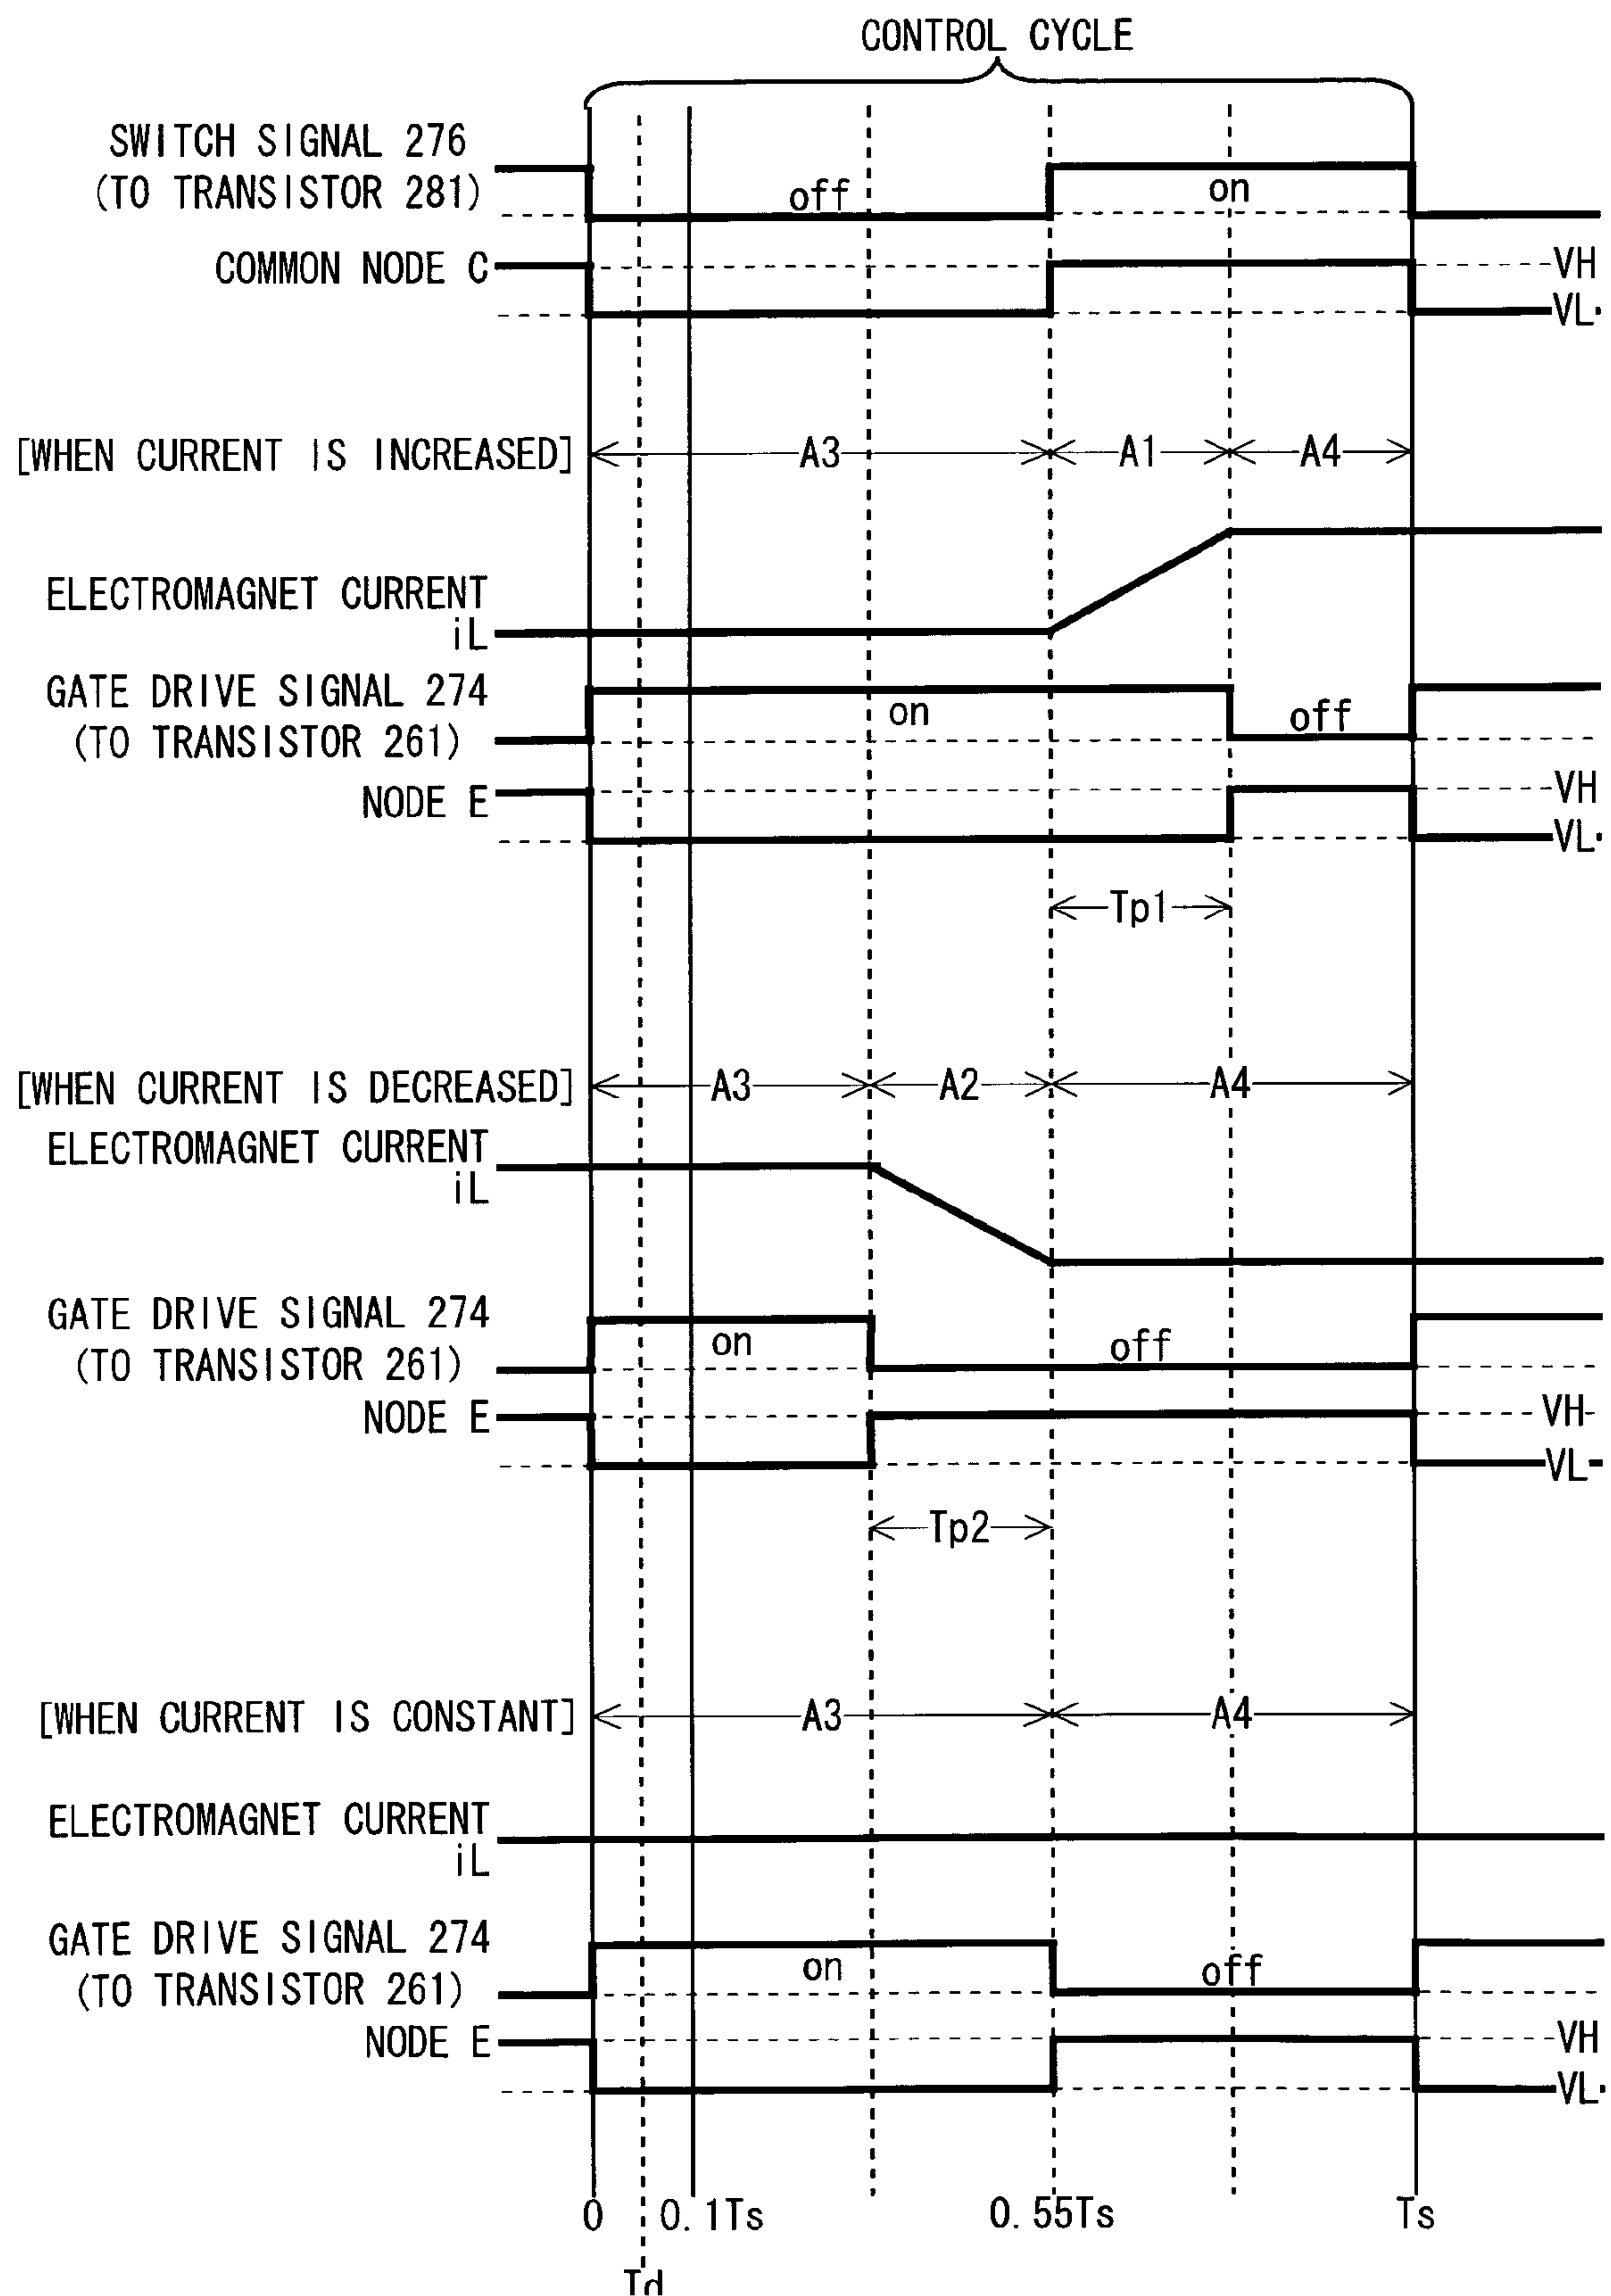 CONTROL CYCLE
SWITCH SIGNAL 276
(TO TRANSISTOR 281)
off
on
COMMON NODE C
VH
VL
[WHEN CURRENT IS INCREASED]
A3
A1
A4
ELECTROMAGNET CURRENT
iL
GATE DRIVE SIGNAL 274
(TO TRANSISTOR 261)
on
off
NODE E
VH
VL
Tp1
[WHEN CURRENT IS DECREASED]
A3
A2
A4
ELECTROMAGNET CURRENT
iL
GATE DRIVE SIGNAL 274
(TO TRANSISTOR 261)
on
off
NODE E
VH
VL
Tp2
[WHEN CURRENT IS CONSTANT]
A3
A4
ELECTROMAGNET CURRENT
iL
GATE DRIVE SIGNAL 274
(TO TRANSISTOR 261)
on
off
NODE E
VH
VL
0
0.1Ts
0.55Ts
Ts
Td